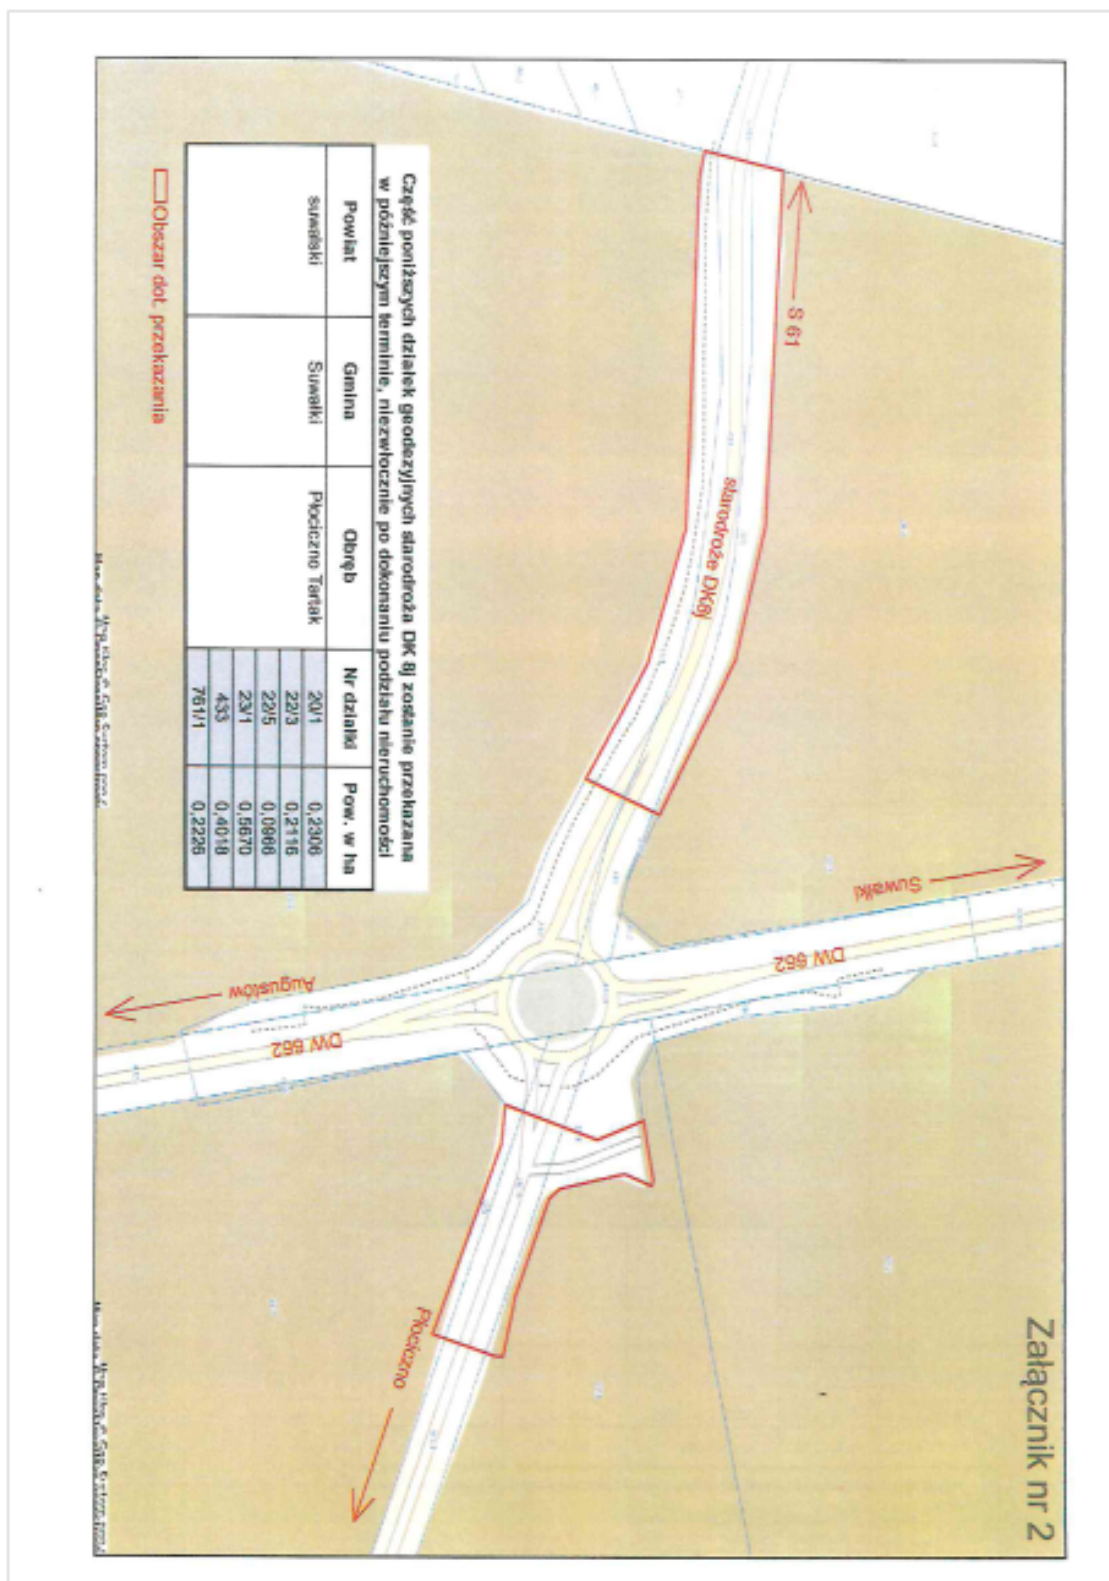 Załącznik nr 2
S 61
starodroże DK8j
Suwałki
DW 662
Augustów
DW 662
Płociczno
Część poniższych działek geodezyjnych starodroża DK 8j zostanie przekazana
w późniejszym terminie, niezwłocznie po dokonaniu podziału nieruchomości
Powiat Gmina Obręb Nr działki Pow. w ha
suwalski Suwałki Płociczno Tartak 20/1 0,2306
22/3 0,2116
22/5 0,0966
23/1 0,5670
433 0,4018
761/1 0,2226
Obszar dot. przekazania